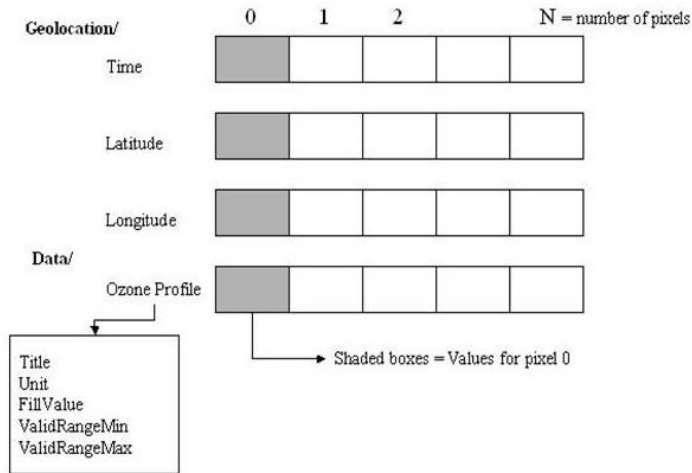 0 1 2 N = number of pixels
Geolocation/
Time
Latitude
Longitude
Data/
Ozone Profile
Shaded boxes = Values for pixel 0
Title
Unit
FillValue
ValidRangeMin
ValidRangeMax